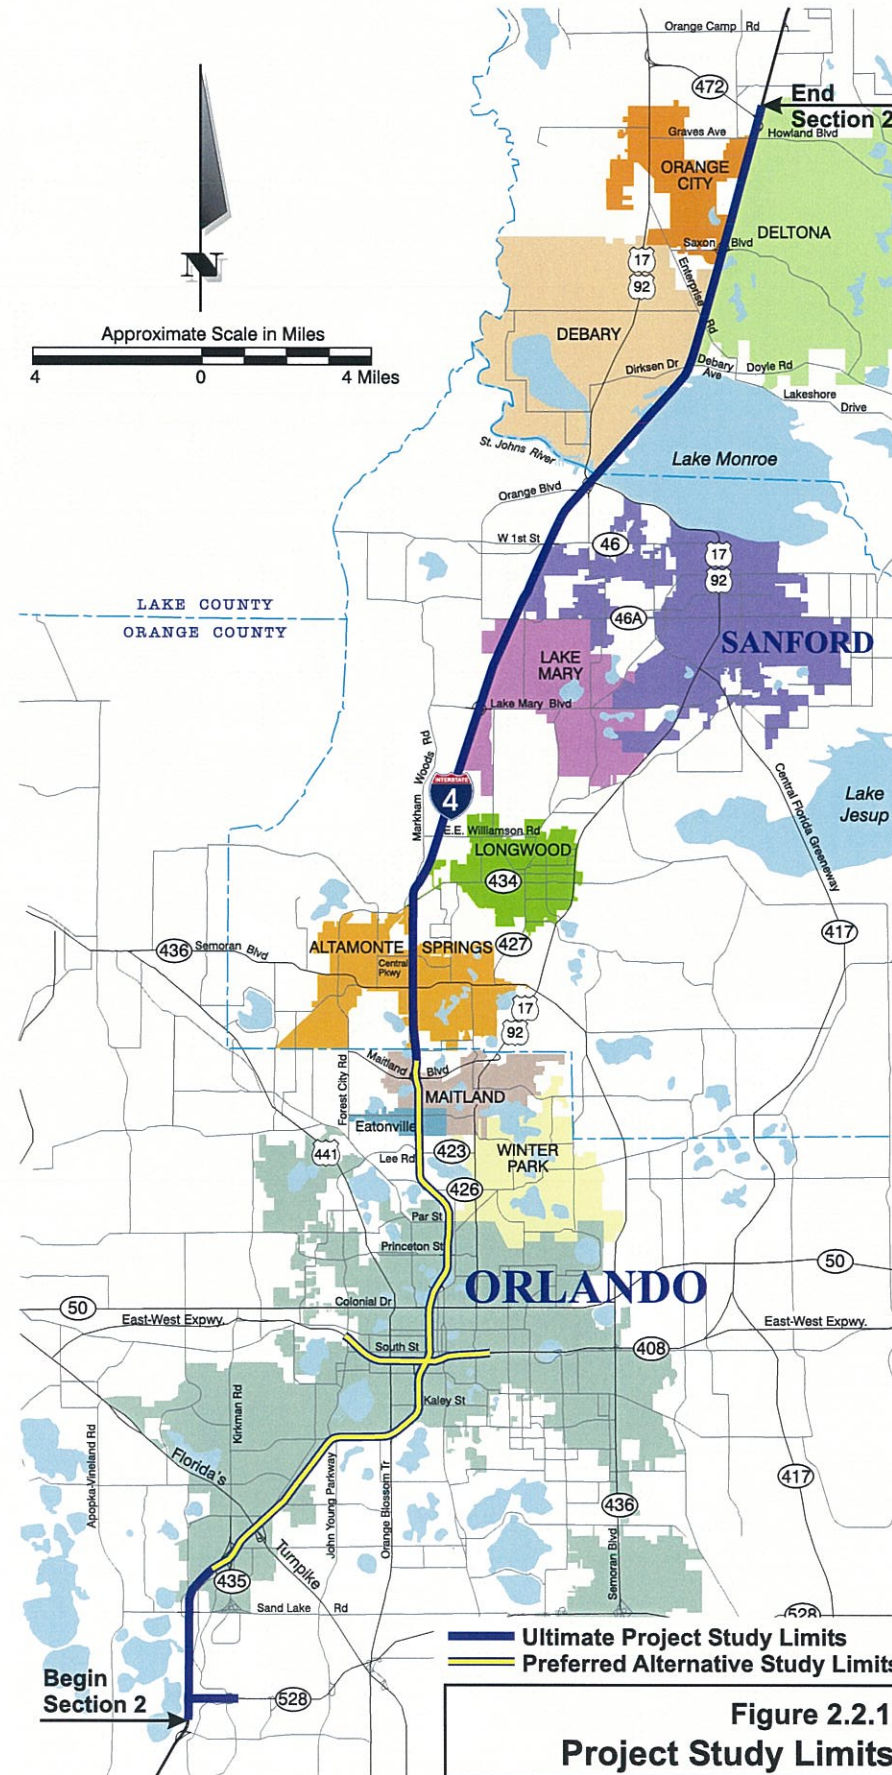 Orange Camp Rd
472
End
Section 2
Graves Ave
Howland Blvd
ORANGE
CITY
DELTONA
Saxon Blvd
17
92
Enterprise Rd
N
Approximate Scale in Miles
4 0 4 Miles
DEBARY
Dirksen Dr
Debary
Ave
Doyle Rd
Lakeshore
Drive
St. Johns River
Lake Monroe
Orange Blvd
W 1st St
46
17
92
LAKE COUNTY
ORANGE COUNTY
46A
SANFORD
LAKE
MARY
Lake Mary Blvd
Markham Woods Rd
INTERSTATE
4
Central Florida Greeneway
Lake
Jesup
E.E. Williamson Rd
LONGWOOD
434
417
436
Semoran Blvd
ALTAMONTE SPRINGS
427
Central
Pkwy
17
92
Forest City Rd
Maitland Blvd
MAITLAND
Eatonville
441
Lee Rd
423
WINTER
PARK
426
Par St
Princeton St
50
ORLANDO
Colonial Dr
50
East-West Expwy.
East-West Expwy.
South St
408
Kaley St
Kirkman Rd
Apopka-Vineland Rd
Florida's
Turnpike
John Young Parkway
Orange Blossom Tr
417
436
Semoran Blvd
435
Sand Lake Rd
528
Ultimate Project Study Limits
Preferred Alternative Study Limits
Begin
Section 2
528
Figure 2.2.1
Project Study Limits